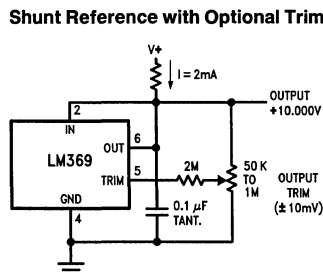 Shunt Reference with Optional Trim
V+
I = 2mA
OUTPUT
+10.000V
2
IN
6
OUT
LM369
5
TRIM
2M
50 K
TO
1M
OUTPUT
TRIM
(±10mV)
GND
4
0.1 μF
TANT.